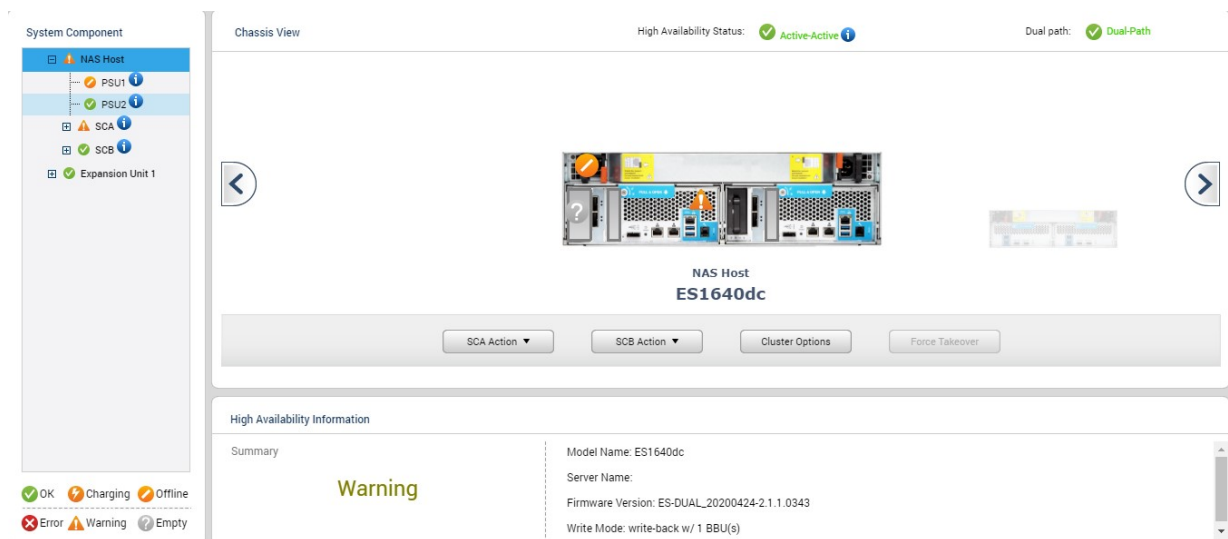 System Component
NAS Host
PSU1
PSU2
SCA
SCB
Expansion Unit 1
OK Charging Offline
Error Warning Empty
Chassis View
High Availability Status: Active-Active
Dual path: Dual-Path
NAS Host
ES1640dc
SCA Action
SCB Action
Cluster Options
Force Takeover
High Availability Information
Summary
Warning
Model Name: ES1640dc
Server Name:
Firmware Version: ES-DUAL_20200424-2.1.1.0343
Write Mode: write-back w/ 1 BBU(s)